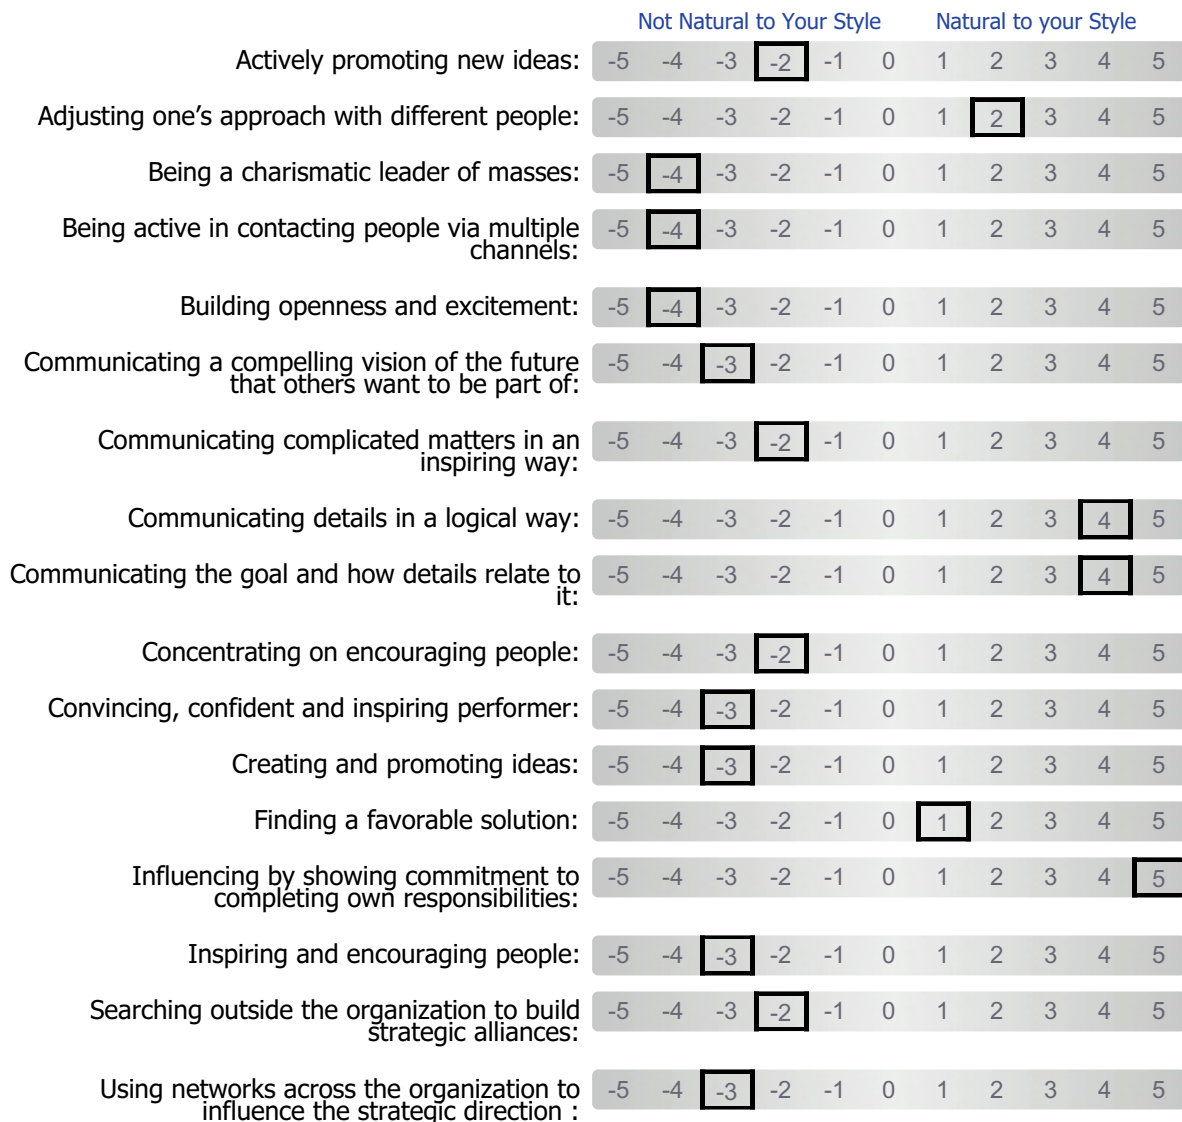 Not Natural to Your Style Natural to your Style
Actively promoting new ideas: -5 -4 -3 -2 -1 0 1 2 3 4 5
Adjusting one's approach with different people: -5 -4 -3 -2 -1 0 1 2 3 4 5
Being a charismatic leader of masses: -5 -4 -3 -2 -1 0 1 2 3 4 5
Being active in contacting people via multiple -5 -4 -3 -2 -1 0 1 2 3 4 5
channels:
Building openness and excitement: -5 -4 -3 -2 -1 0 1 2 3 4 5
Communicating a compelling vision of the future -5 -4 -3 -2 -1 0 1 2 3 4 5
that others want to be part of:
Communicating complicated matters in an -5 -4 -3 -2 -1 0 1 2 3 4 5
inspiring way:
Communicating details in a logical way: -5 -4 -3 -2 -1 0 1 2 3 4 5
Communicating the goal and how details relate to -5 -4 -3 -2 -1 0 1 2 3 4 5
it:
Concentrating on encouraging people: -5 -4 -3 -2 -1 0 1 2 3 4 5
Convincing, confident and inspiring performer: -5 -4 -3 -2 -1 0 1 2 3 4 5
Creating and promoting ideas: -5 -4 -3 -2 -1 0 1 2 3 4 5
Finding a favorable solution: -5 -4 -3 -2 -1 0 1 2 3 4 5
Influencing by showing commitment to -5 -4 -3 -2 -1 0 1 2 3 4 5
completing own responsibilities:
Inspiring and encouraging people: -5 -4 -3 -2 -1 0 1 2 3 4 5
Searching outside the organization to build -5 -4 -3 -2 -1 0 1 2 3 4 5
strategic alliances:
Using networks across the organization to -5 -4 -3 -2 -1 0 1 2 3 4 5
influence the strategic direction :